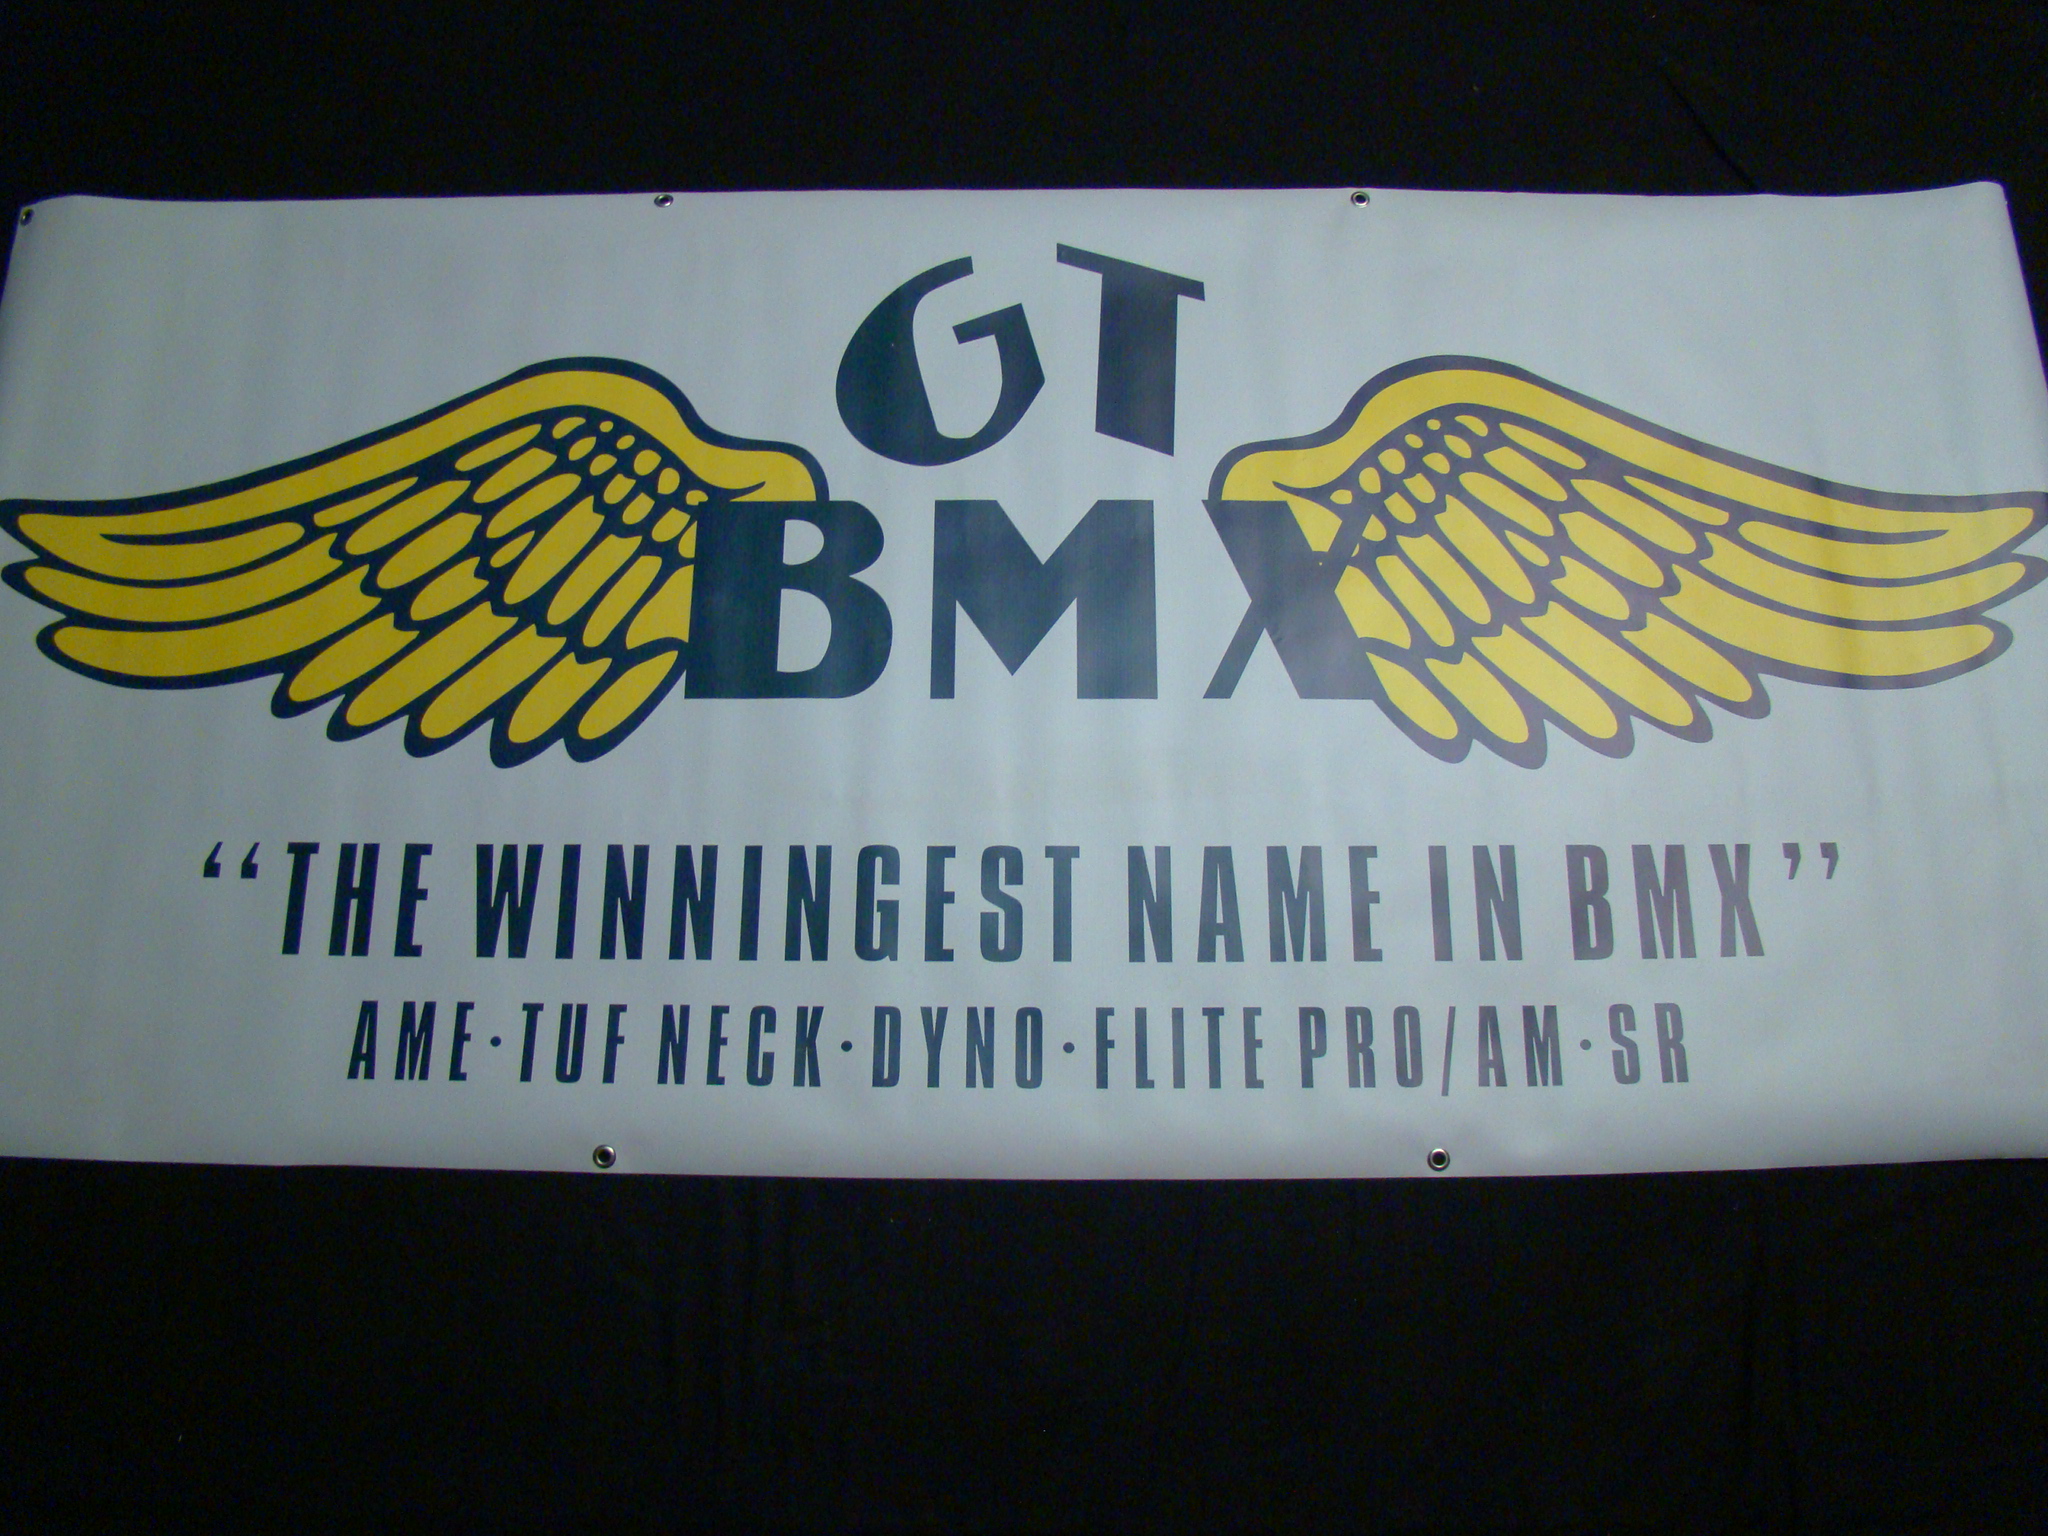 GT
BMX
“THE WINNINGEST NAME IN BMX”
AME·TUF NECK·DYNO·FLITE PRO/AM·SR